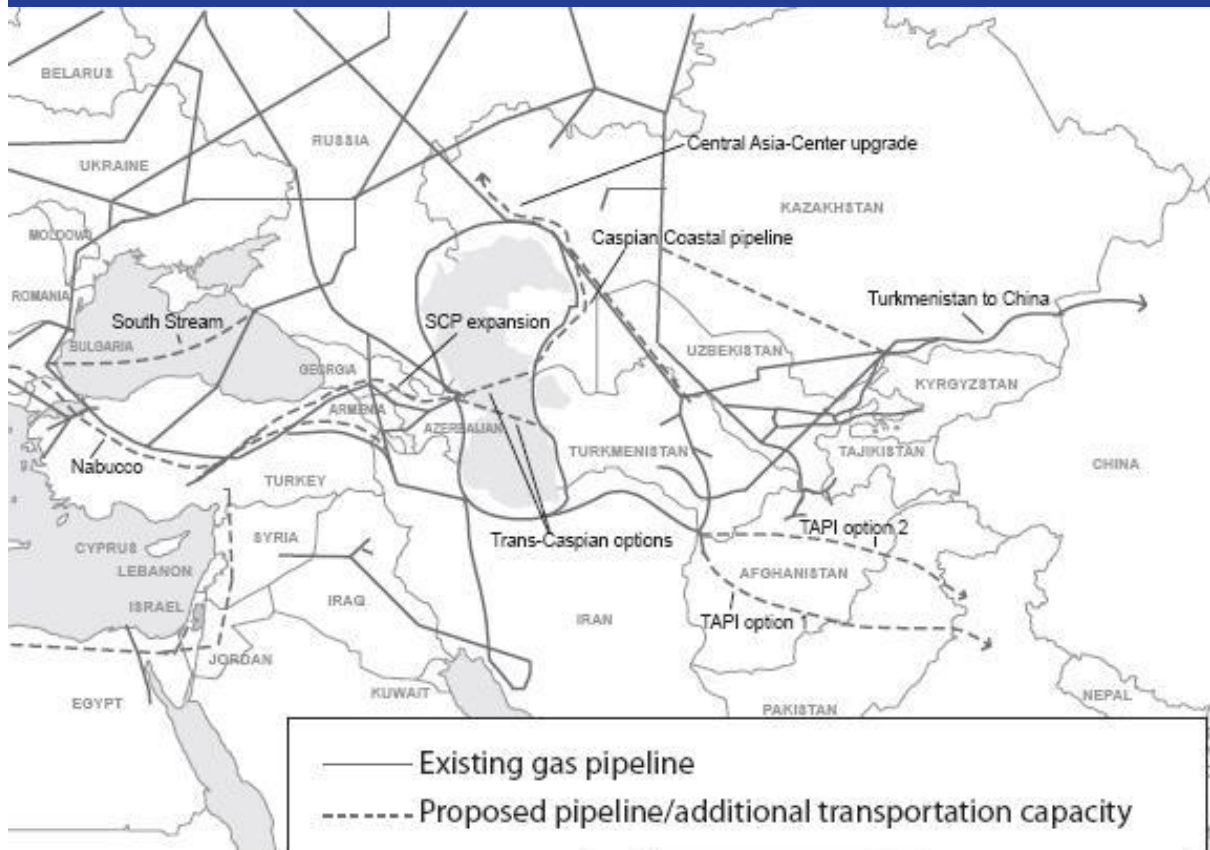 BELARUS
RUSSIA
Central Asia-Center upgrade
UKRAINE
KAZAKHSTAN
MOLDOVA
Caspian Coastal pipeline
ROMANIA
Turkmenistan to China
South Stream
SCP expansion
BULGARIA
UZBEKISTAN
GEORGIA
KYRGYZSTAN
ARMENIA
AZERBAIJAN
TURKMENISTAN
TAJIKISTAN
Nabucco
CHINA
TURKEY
TAPI option 2
SYRIA
Trans-Caspian options
CYPRUS
LEBANON
AFGHANISTAN
ISRAEL
IRAQ
IRAN
TAPI option 1
JORDAN
KUWAIT
EGYPT
NEPAL
PAKISTAN
Existing gas pipeline
Proposed pipeline/additional transportation capacity